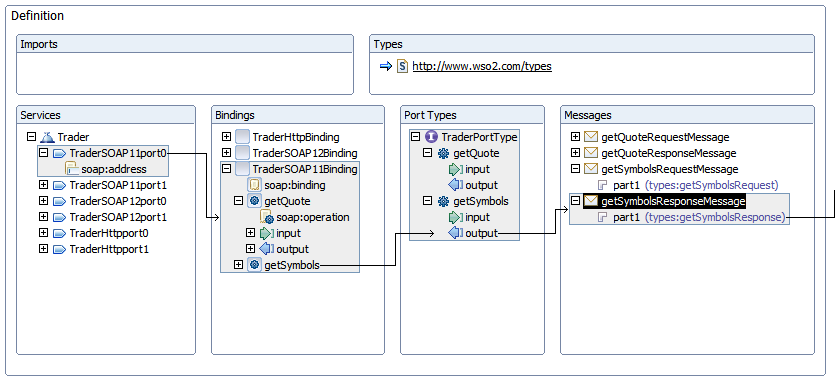 Definition
Imports
Types
http://www.wso2.com/types
Services
Trader
TraderSOAP11port0
soap:address
TraderSOAP11port1
TraderSOAP12port0
TraderSOAP12port1
TraderHttpport0
TraderHttpport1
Bindings
TraderHttpBinding
TraderSOAP12Binding
TraderSOAP11Binding
soap:binding
getQuote
soap:operation
input
output
getSymbols
Port Types
TraderPortType
getQuote
input
output
getSymbols
input
output
Messages
getQuoteRequestMessage
getQuoteResponseMessage
getSymbolsRequestMessage
part1 (types:getSymbolsRequest)
getSymbolsResponseMessage
part1 (types:getSymbolsResponse)